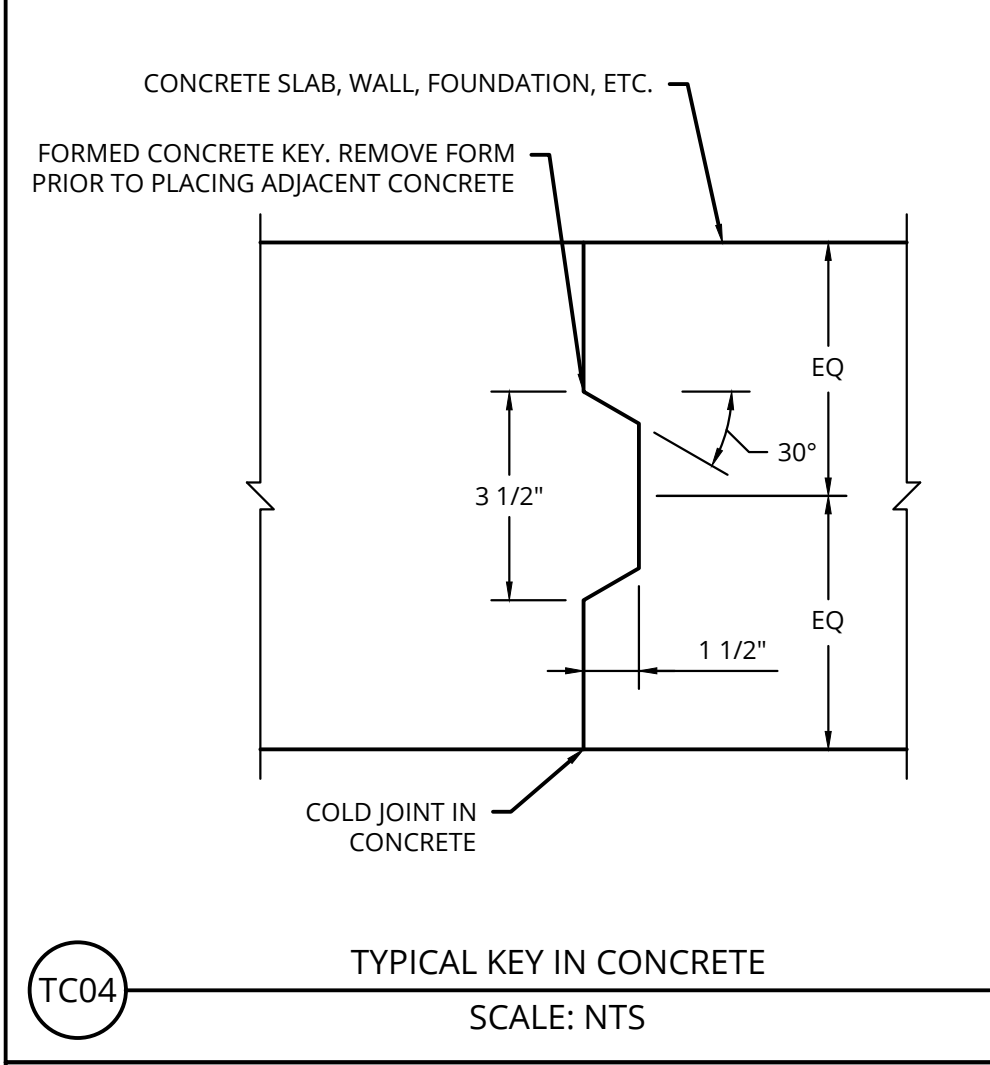 CONCRETE SLAB, WALL, FOUNDATION, ETC.
FORMED CONCRETE KEY. REMOVE FORM
PRIOR TO PLACING ADJACENT CONCRETE
EQ
30°
3 1/2"
EQ
1 1/2"
COLD JOINT IN
CONCRETE
TC04
TYPICAL KEY IN CONCRETE
SCALE: NTS